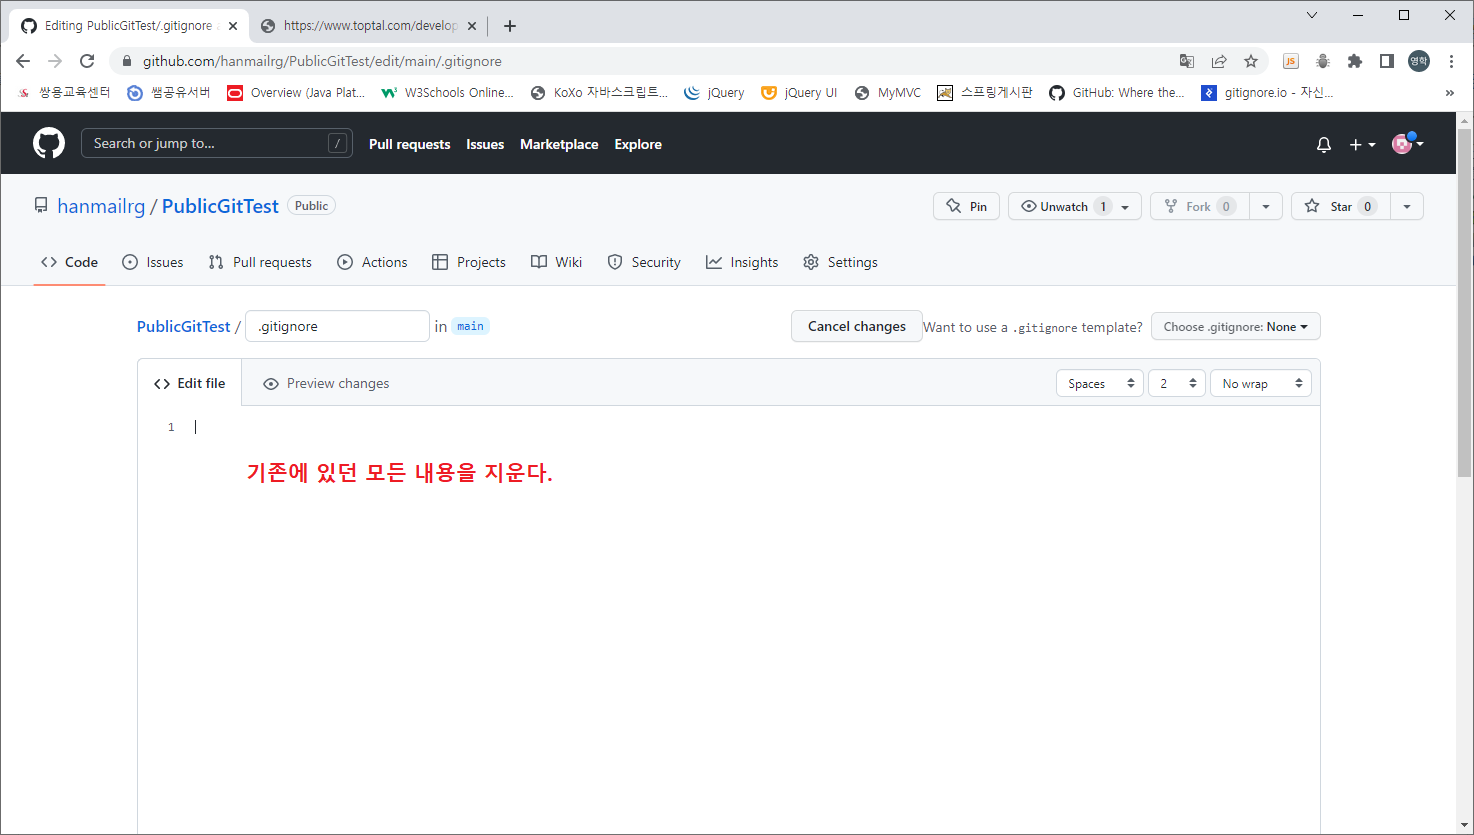 Editing PublicGitTest/.gitignore
https://www.toptal.com/develop
github.com/hanmailrg/PublicGitTest/edit/main/.gitignore
JS
영학
쌍용교육센터
쌤공유서버
Overview (Java Plat...
W3Schools Online...
KoXo 자바스크립트...
jQuery
jQuery UI
MyMVC
스프링게시판
GitHub: Where the...
gitignore.io - 자신...
»
Search or jump to...
/
Pull requests
Issues
Marketplace
Explore
hanmailrg / PublicGitTest
Public
Pin
Unwatch 1
Fork 0
Star 0
Code
Issues
Pull requests
Actions
Projects
Wiki
Security
Insights
Settings
PublicGitTest / .gitignore in main
Cancel changes
Want to use a .gitignore template?
Choose .gitignore: None
Edit file
Preview changes
Spaces
2
No wrap
1
기존에 있던 모든 내용을 지운다.